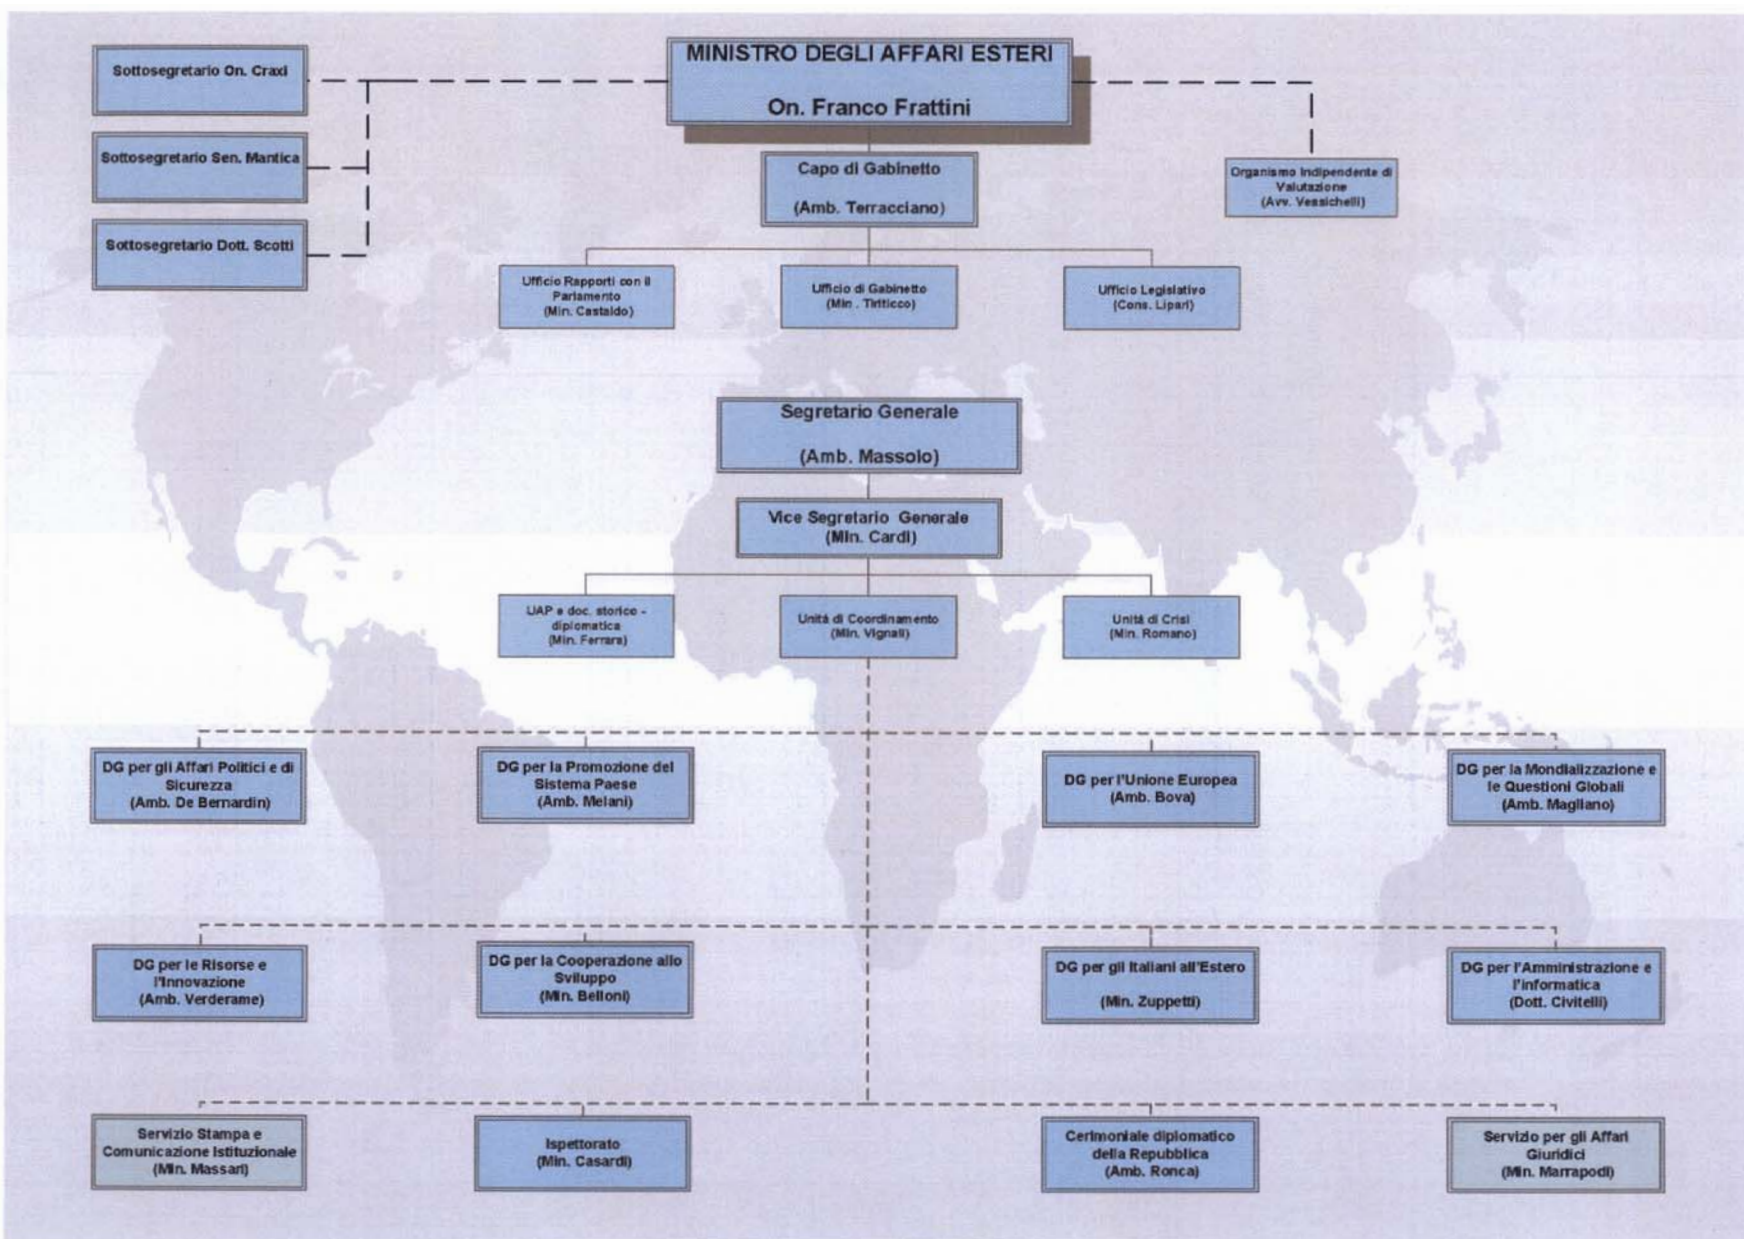 MINISTRO DEGLI AFFARI ESTERI
On. Franco Frattini
Sottosegretario On. Craxi
Sottosegretario Sen. Mantica
Sottosegretario Dott. Scotti
Capo di Gabinetto
(Amb. Terracciano)
Organismo Indipendente di
Valutazione
(Avv. Vessichelli)
Ufficio Rapporti con il
Parlamento
(Min. Castaldo)
Ufficio di Gabinetto
(Min . Tiriticco)
Ufficio Legislativo
(Cons. Lipari)
Segretario Generale
(Amb. Massolo)
Vice Segretario Generale
(Min. Cardi)
UAP e doc. storico -
diplomatica
(Min. Ferrara)
Unità di Coordinamento
(Min. Vignali)
Unità di Crisi
(Min. Romano)
DG per gli Affari Politici e di
Sicurezza
(Amb. De Bernardin)
DG per la Promozione del
Sistema Paese
(Amb. Melani)
DG per l'Unione Europea
(Amb. Bova)
DG per la Mondializzazione e
le Questioni Globali
(Amb. Magliano)
DG per le Risorse e
l'Innovazione
(Amb. Verderame)
DG per la Cooperazione allo
Sviluppo
(Min. Belloni)
DG per gli Italiani all'Estero
(Min. Zuppetti)
DG per l'Amministrazione e
l'informatica
(Dott. Civitelli)
Servizio Stampa e
Comunicazione Istituzionale
(Min. Massari)
Ispettorato
(Min. Casardi)
Cerimoniale diplomatico
della Repubblica
(Amb. Ronca)
Servizio per gli Affari
Giuridici
(Min. Marrapodi)